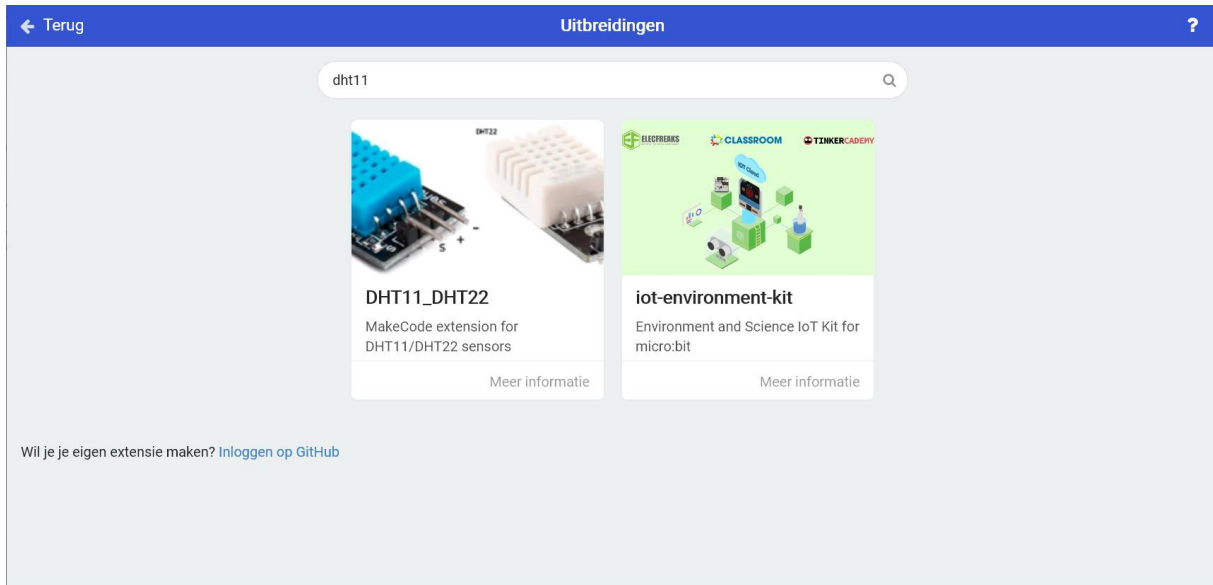 Terug
Uitbreidingen
?
dht11
DHT22
S + -
DHT11_DHT22
MakeCode extension for
DHT11/DHT22 sensors
Meer informatie
ELECFREAKS
CLASSROOM
TINKERCADEMY
IOT Cloud
iot-environment-kit
Environment and Science IoT Kit for
micro:bit
Meer informatie
Wil je je eigen extensie maken? Inloggen op GitHub